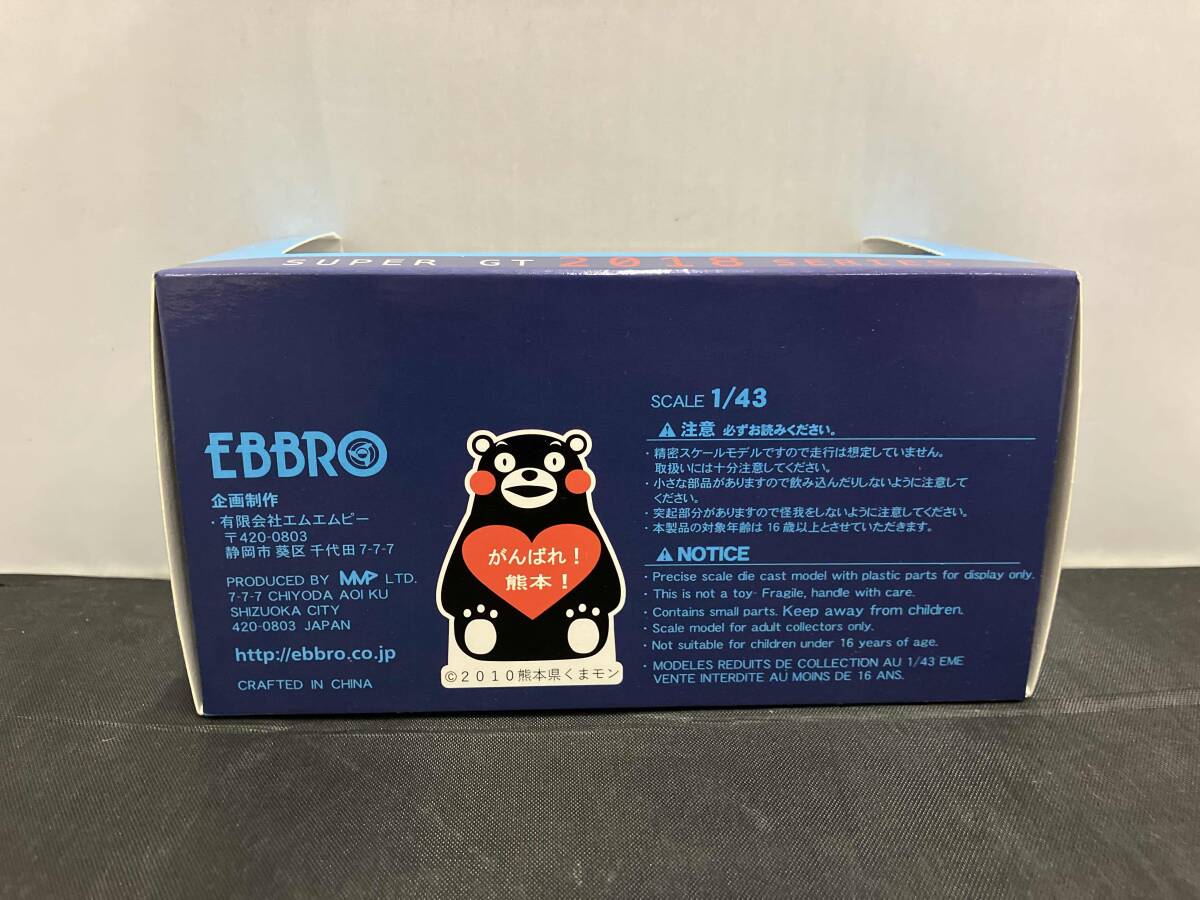 SUPER GT 2018 SERIES
EBBRO
企画制作
・有限会社エムエムピー
〒420-0803
静岡市 葵区 千代田 7-7-7
PRODUCED BY MMP LTD.
7-7-7 CHIYODA AOI KU
SHIZUOKA CITY
420-0803 JAPAN
http://ebbro.co.jp
CRAFTED IN CHINA
がんばれ！
熊本！
©2010熊本県くまモン
SCALE 1/43
注意 必ずお読みください。
・精密スケールモデルですので走行は想定していません。
取扱いには十分注意してください。
・小さな部品がありますので飲み込んだりしないように注意して
ください。
・突起部分がありますので怪我をしないように注意してください。
・本製品の対象年齢は 16 歳以上とさせていただきます。
NOTICE
・Precise scale die cast model with plastic parts for display only.
・This is not a toy- Fragile, handle with care.
・Contains small parts. Keep away from children.
・Scale model for adult collectors only.
・Not suitable for children under 16 years of age.
・MODELES REDUITS DE COLLECTION AU 1/43 EME
VENTE INTERDITE AU MOINS DE 16 ANS.